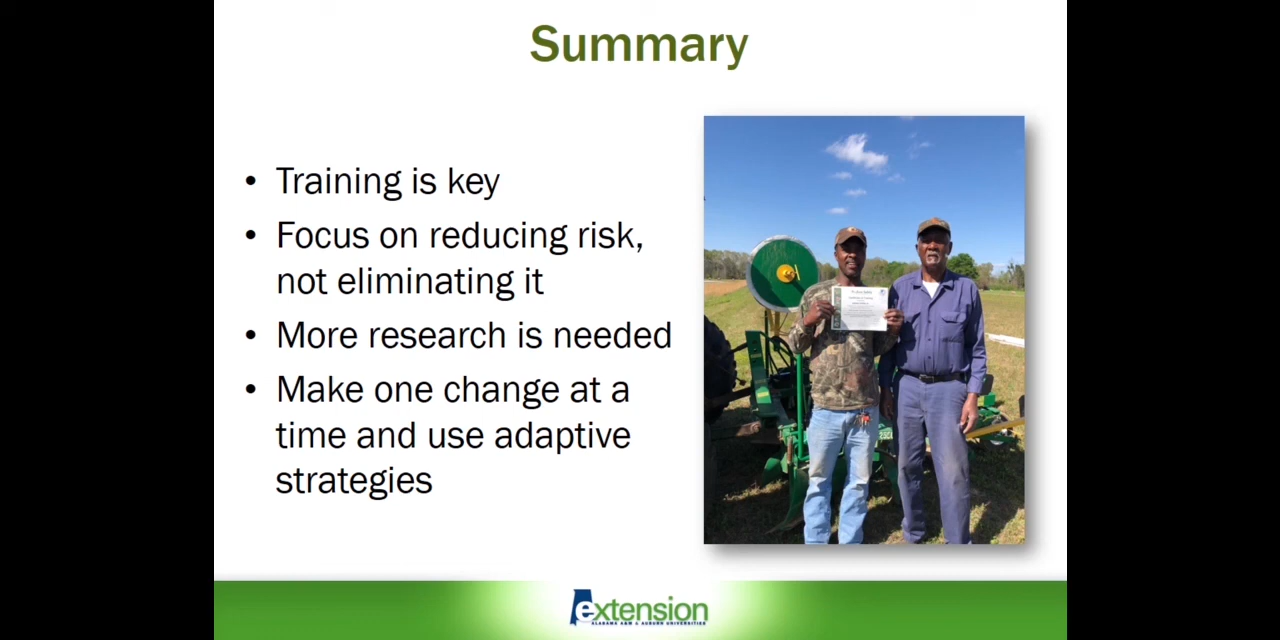 Summary
• Training is key
• Focus on reducing risk,
not eliminating it
• More research is needed
• Make one change at a
time and use adaptive
strategies
extension
ALABAMA A&M & AUBURN UNIVERSITIES